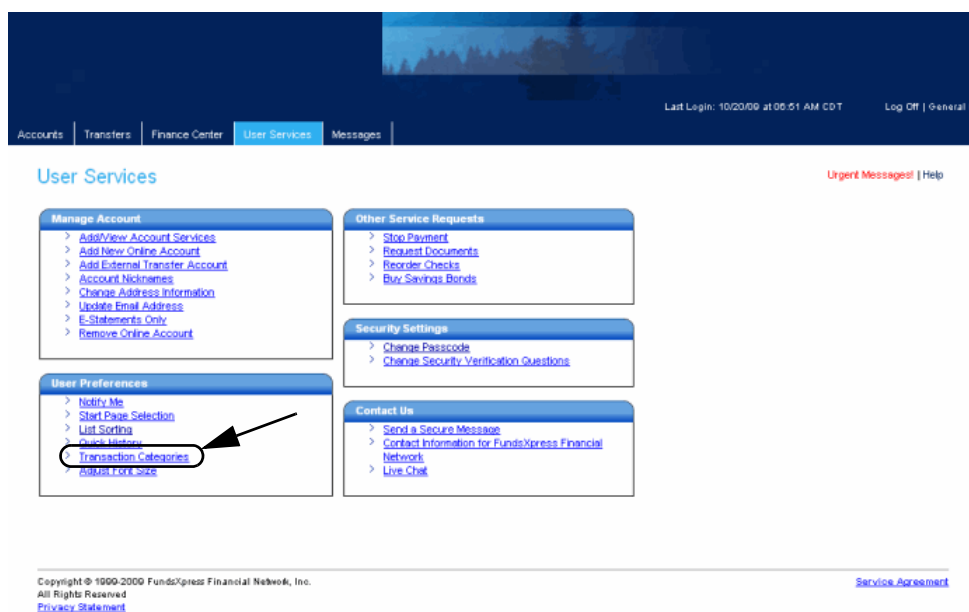 Last Login: 10/20/09 at 06:51 AM CDT Log Off | General
Accounts Transfers Finance Center User Services Messages
User Services
Urgent Messages! | Help
Manage Account
Add/View Account Services
Add New Online Account
Add External Transfer Account
Account Nicknames
Change Address Information
Update Email Address
E-Statements Only
Remove Online Account
User Preferences
Notify Me
Start Page Selection
List Sorting
Quick History
Transaction Categories
Adjust Font Size
Other Service Requests
Stop Payment
Request Documents
Reorder Checks
Buy Savings Bonds
Security Settings
Change Passcode
Change Security Verification Questions
Contact Us
Send a Secure Message
Contact Information for FundsXpress Financial
Network
Live Chat
Copyright © 1999-2009 FundsXpress Financial Network, Inc.
All Rights Reserved
Privacy Statement
Service Agreement